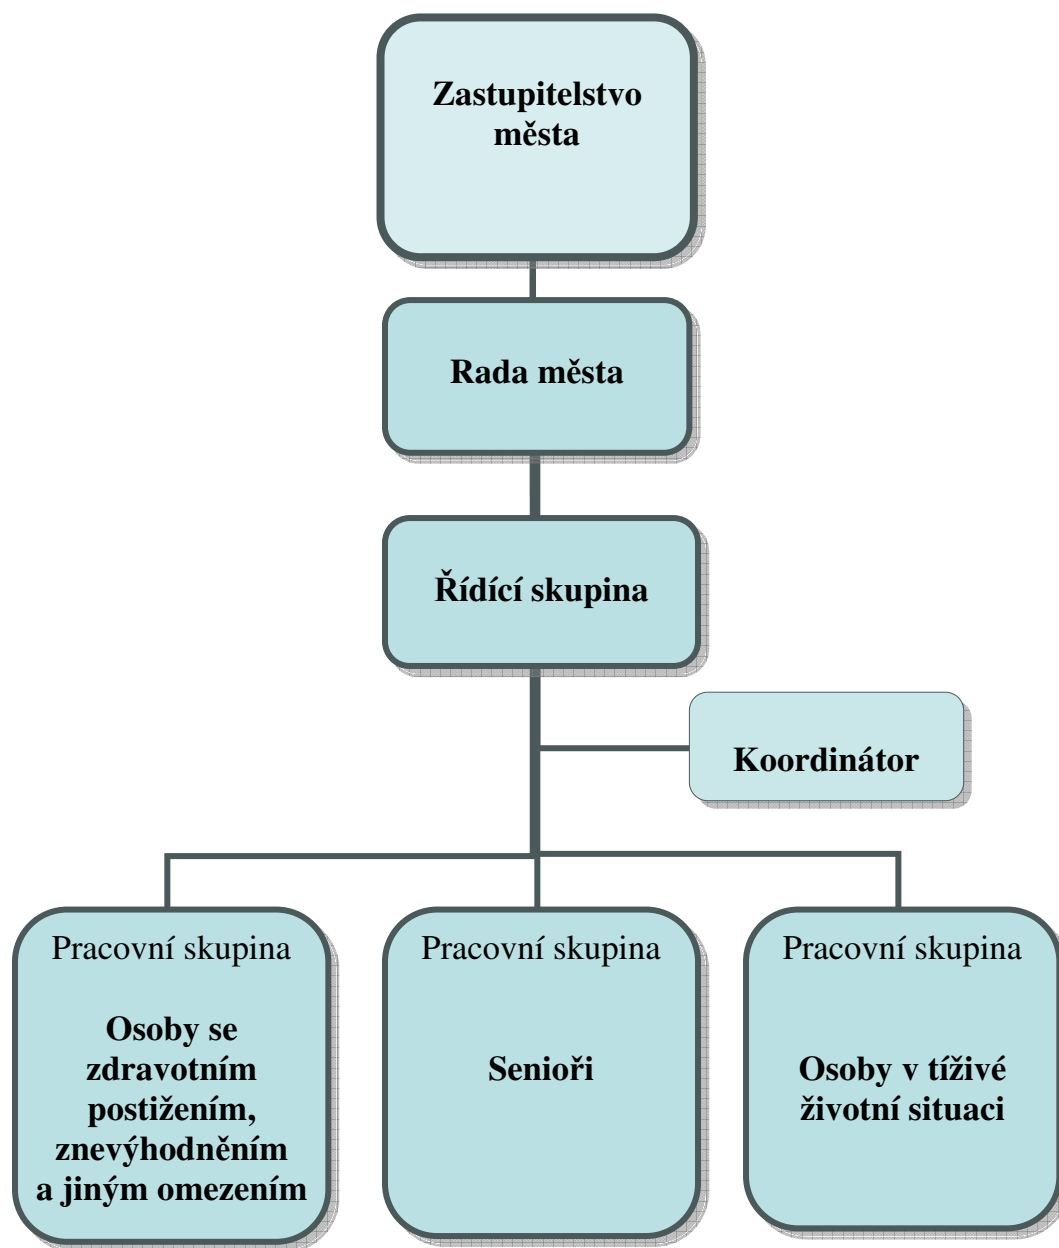 Zastupitelstvo
města
Rada města
Řídící skupina
Koordinátor
Pracovní skupina
Osoby se
zdravotním
postižením,
znevýhodněním
a jiným omezením
Pracovní skupina
Senioři
Pracovní skupina
Osoby v tíživé
životní situaci